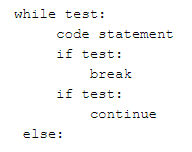 while test:
code statement
if test:
break
if test:
continue
else: